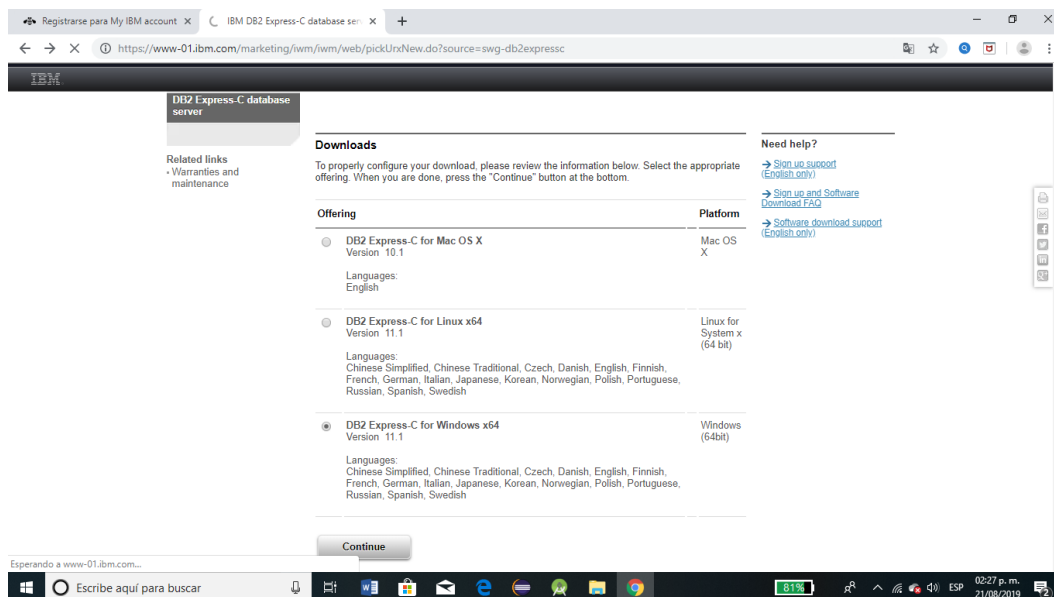 Registrarse para My IBM account
IBM DB2 Express-C database ser
https://www-01.ibm.com/marketing/iwm/iwm/web/pickUrxNew.do?source=swg-db2expressc
IBM
DB2 Express-C database
server
Related links
Warranties and
maintenance
Downloads
To properly configure your download, please review the information below. Select the appropriate
offering. When you are done, press the "Continue" button at the bottom.
Offering Platform
DB2 Express-C for Mac OS X Mac OS
Version 10.1 X
Languages:
English
DB2 Express-C for Linux x64 Linux for
Version 11.1 System x
(64 bit)
Languages:
Chinese Simplified, Chinese Traditional, Czech, Danish, English, Finnish,
French, German, Italian, Japanese, Korean, Norwegian, Polish, Portuguese,
Russian, Spanish, Swedish
DB2 Express-C for Windows x64 Windows
Version 11.1 (64bit)
Languages:
Chinese Simplified, Chinese Traditional, Czech, Danish, English, Finnish,
French, German, Italian, Japanese, Korean, Norwegian, Polish, Portuguese,
Russian, Spanish, Swedish
Continue
Need help?
Sign up support
(English only)
Sign up and Software
Download FAQ
Software download support
(English only)
Esperando a www-01.ibm.com...
Escribe aquí para buscar
81%
ESP
02:27 p. m.
21/08/2019